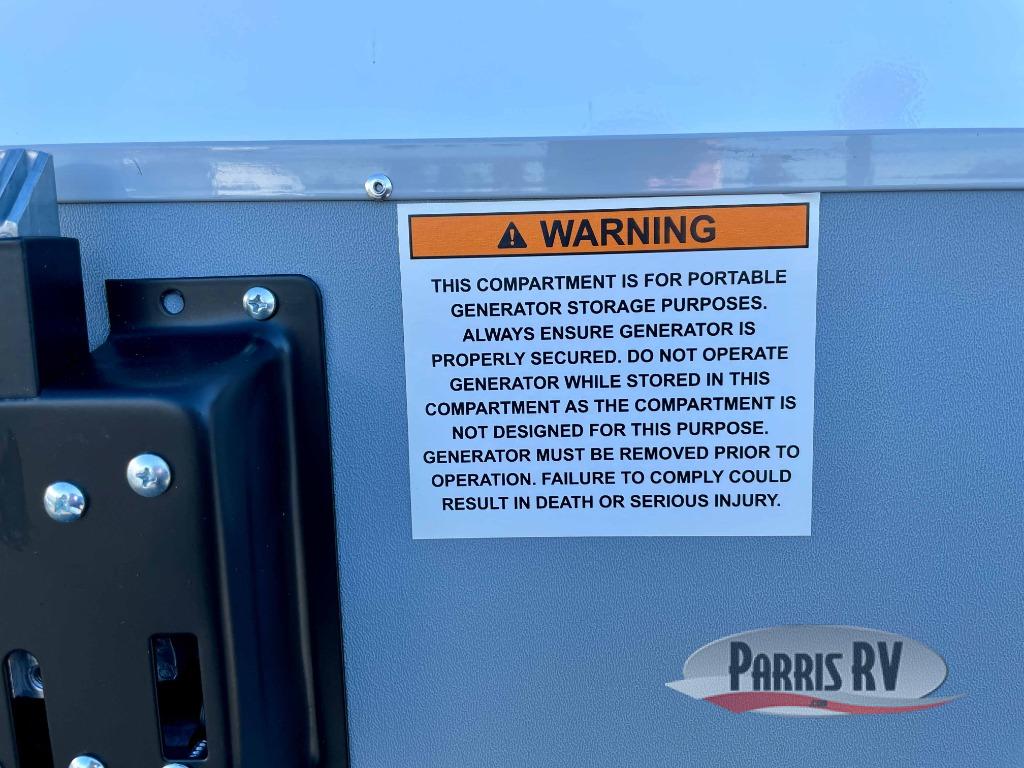 WARNING
THIS COMPARTMENT IS FOR PORTABLE
GENERATOR STORAGE PURPOSES.
ALWAYS ENSURE GENERATOR IS
PROPERLY SECURED. DO NOT OPERATE
GENERATOR WHILE STORED IN THIS
COMPARTMENT AS THE COMPARTMENT IS
NOT DESIGNED FOR THIS PURPOSE.
GENERATOR MUST BE REMOVED PRIOR TO
OPERATION. FAILURE TO COMPLY COULD
RESULT IN DEATH OR SERIOUS INJURY.
PARRIS RV
.com